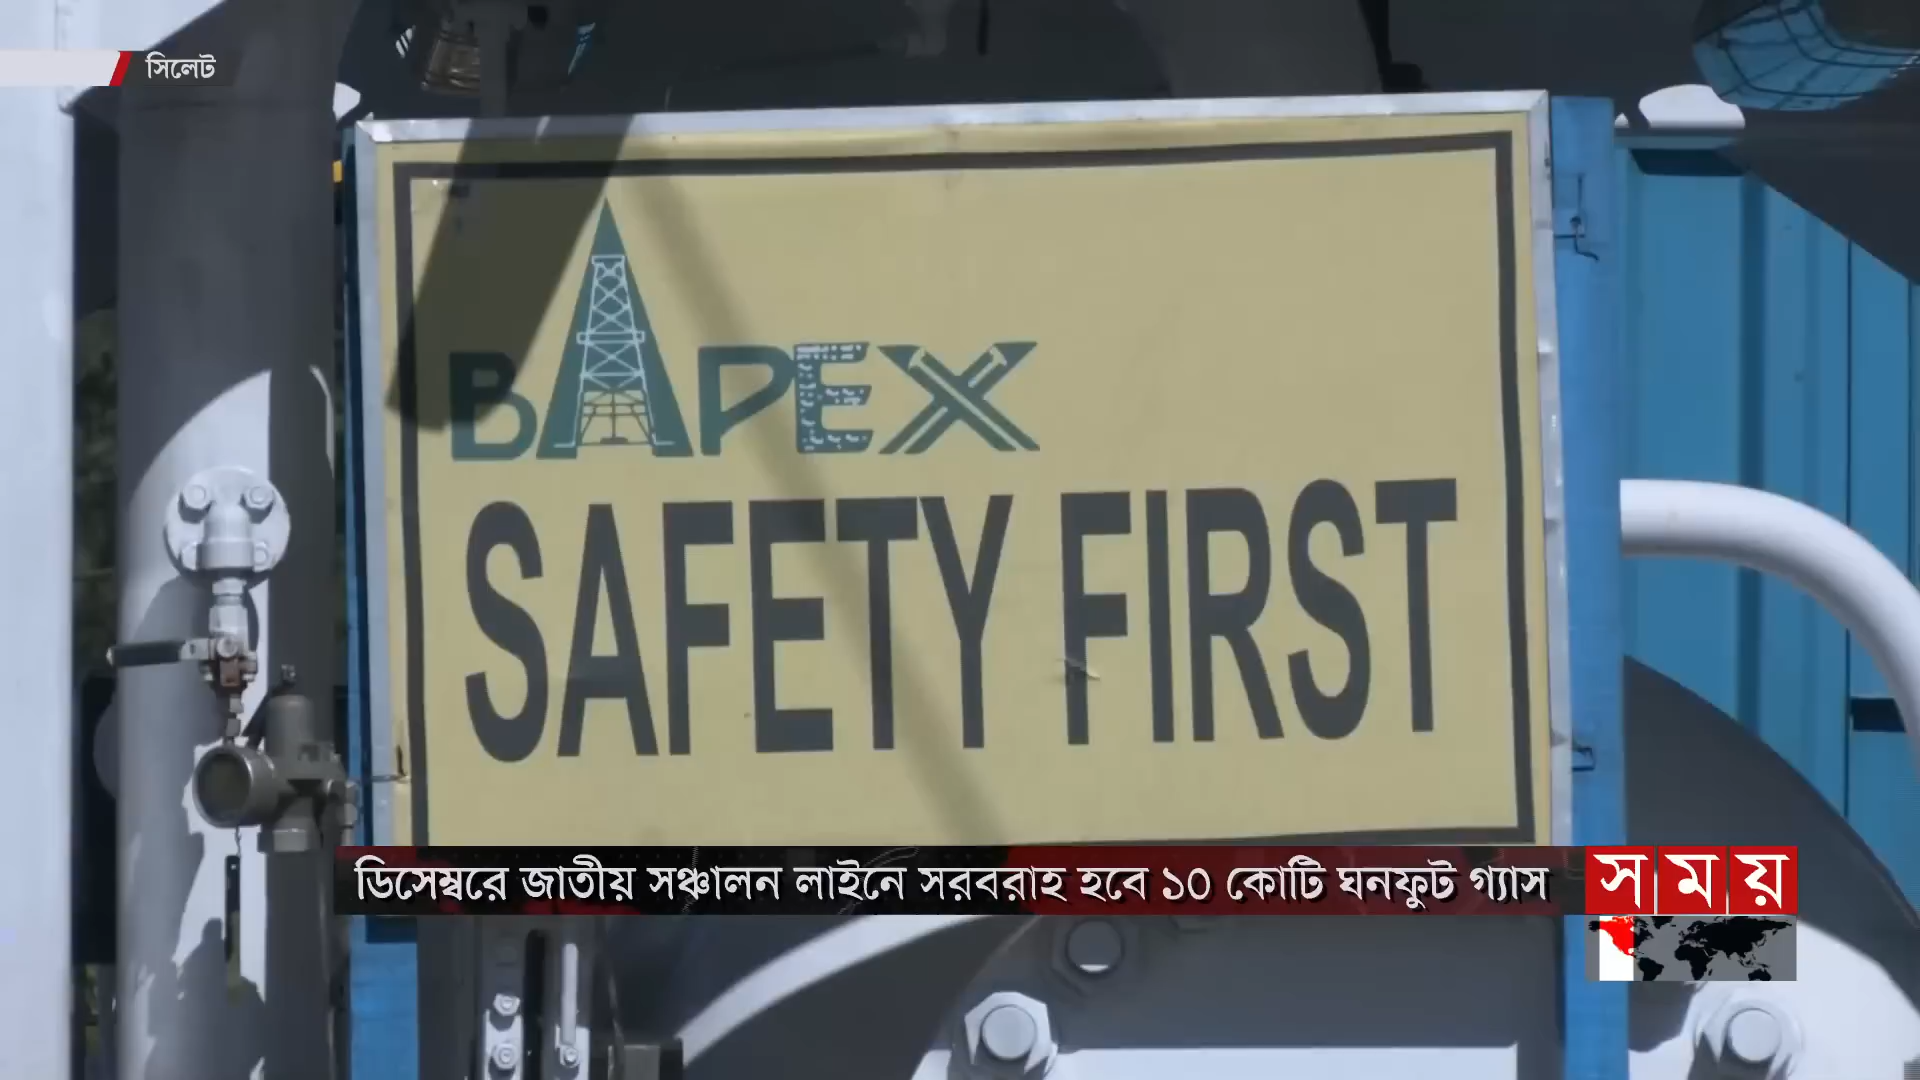 সিলেট
BAPEX
SAFETY FIRST
ডিসেম্বরে জাতীয় সঞ্চালন লাইনে সরবরাহ হবে ১০ কোটি ঘনফুট গ্যাস
সময়